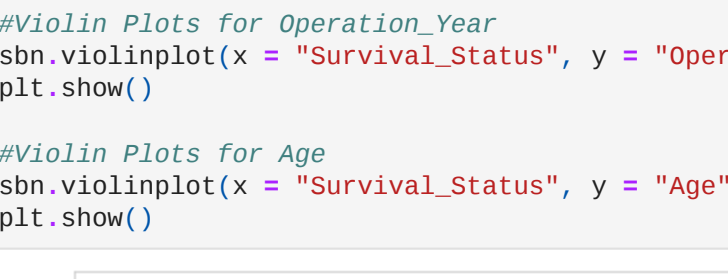 #Violin Plots for Operation_Year
sbn.violinplot(x = "Survival_Status", y = "Oper
plt.show()
#Violin Plots for Age
sbn.violinplot(x = "Survival_Status", y = "Age"
plt.show()